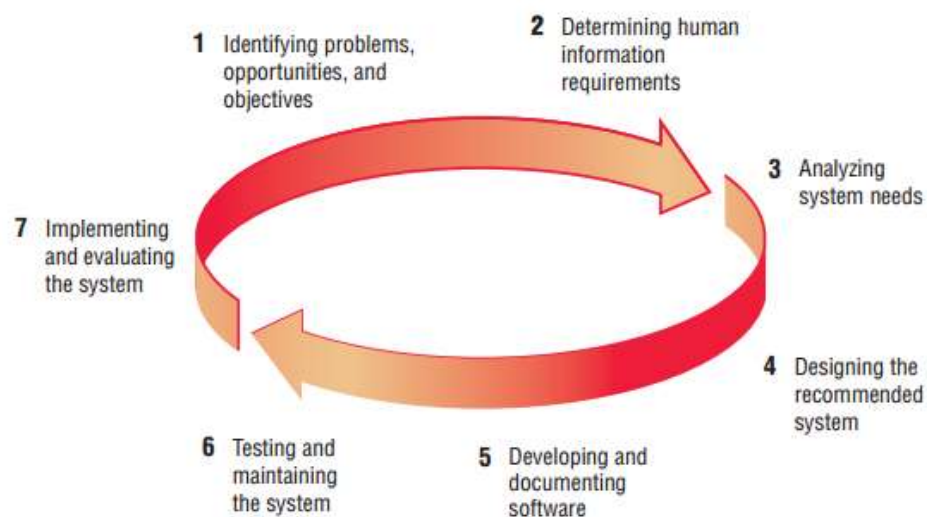 1 Identifying problems,
opportunities, and
objectives
2 Determining human
information
requirements
3 Analyzing
system needs
4 Designing the
recommended
system
5 Developing and
documenting
software
6 Testing and
maintaining
the system
7 Implementing
and evaluating
the system